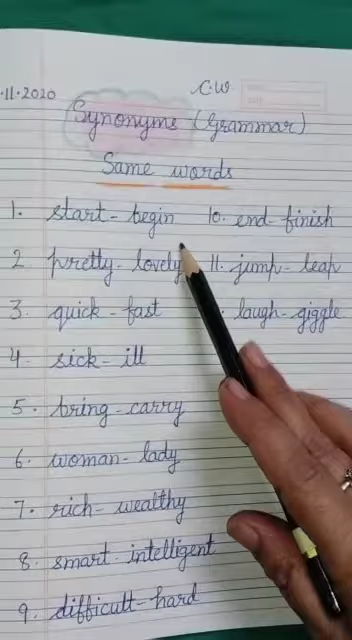 .11.2020
C.W
Synonyms (Grammar)
Same words
1. start - begin 10. end - finish
2 pretty - lovely 11. jump - leap
3. quick - fast . laugh - giggle
4. sick - ill
5. bring - carry
6. woman - lady
7. rich - wealthy
8. smart - intelligent
9. difficult - hard